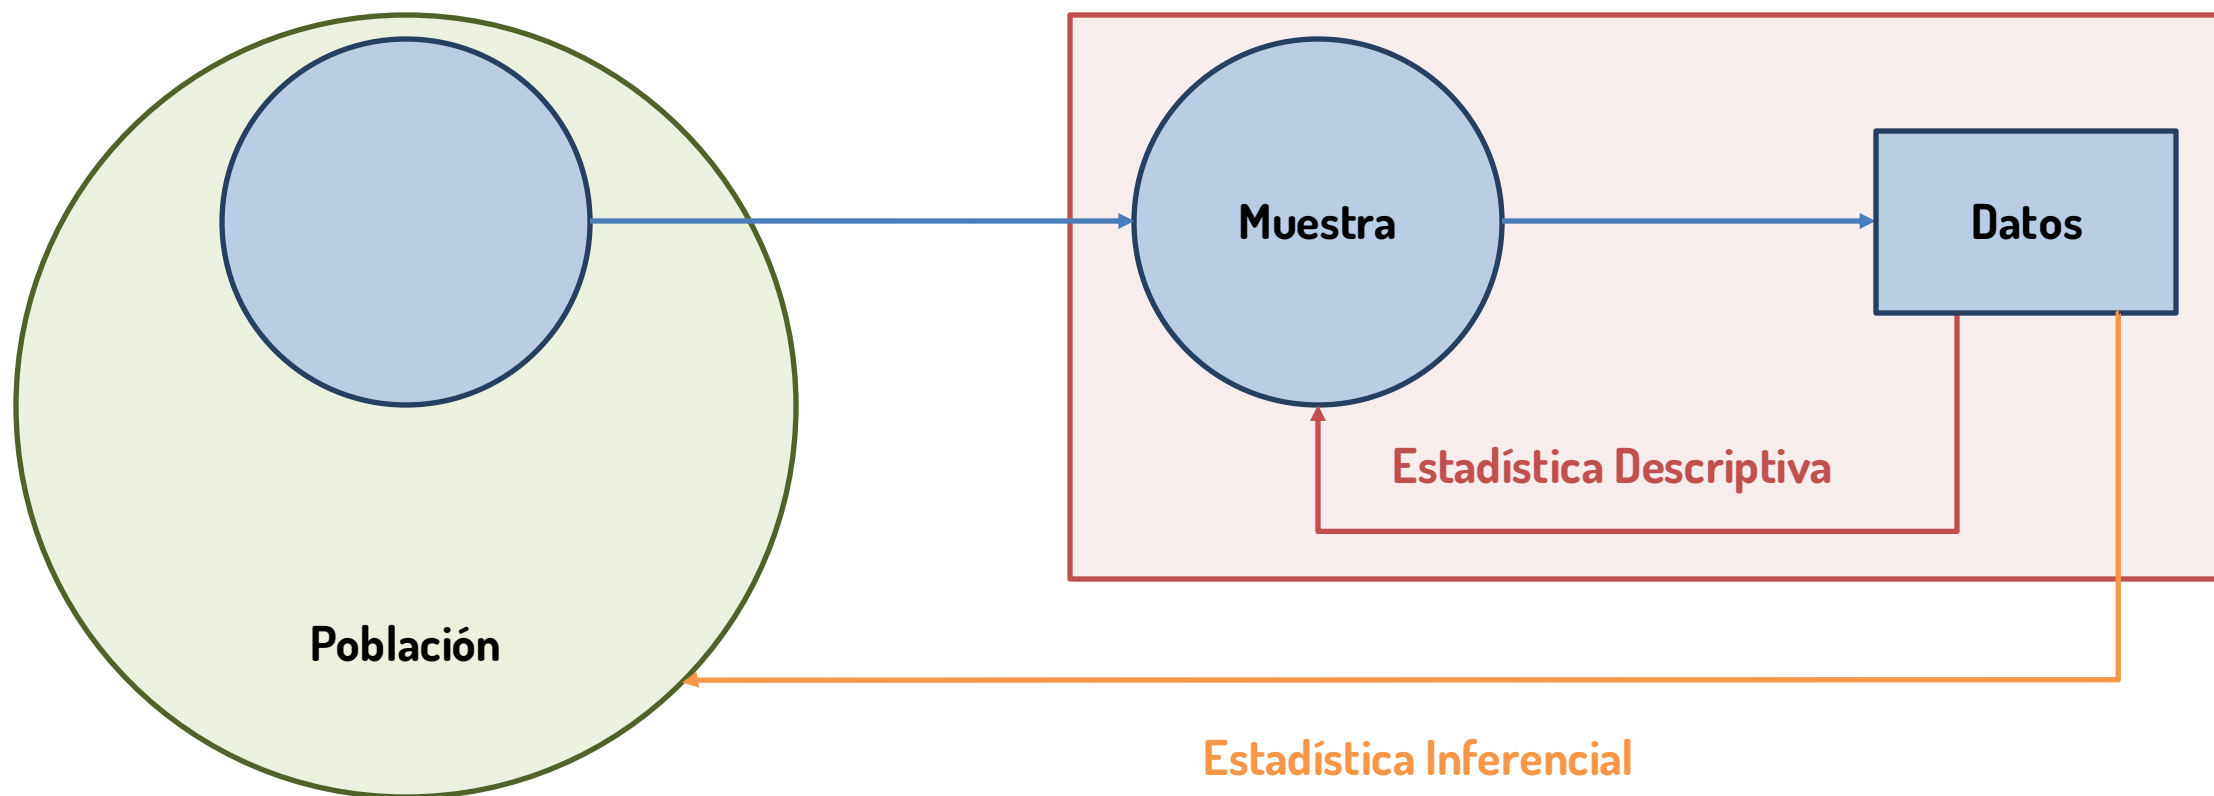 Muestra
Datos
Estadística Descriptiva
Población
Estadística Inferencial